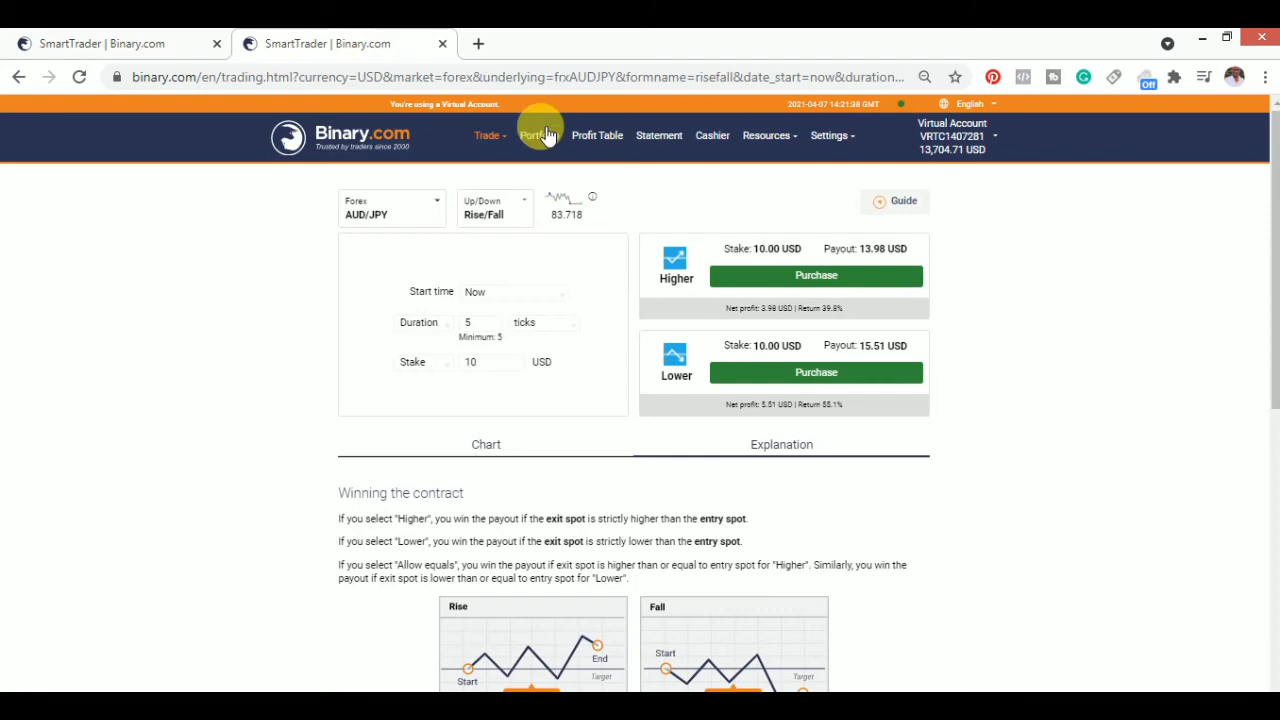 SmartTrader | Binary.com
SmartTrader | Binary.com
binary.com/en/trading.html?currency=USD&market=forex&underlying=frxAUDJPY&formname=risefall&date_start=now&duration...
Off
You're using a Virtual Account.
2021-04-07 14:21:38 GMT
English
Binary.com
Trusted by traders since 2000
Trade
Profit Table
Statement
Cashier
Resources
Settings
Virtual Account
VRTC1407281
13,704.71 USD
Forex
AUD/JPY
Up/Down
Rise/Fall
83.718
Guide
Start time Now
Duration 5 ticks
Minimum: 5
Stake 10 USD
Higher
Stake: 10.00 USD Payout: 13.98 USD
Purchase
Net profit: 3.98 USD | Return 39.8%
Lower
Stake: 10.00 USD Payout: 15.51 USD
Purchase
Net profit: 5.51 USD | Return 55.1%
Chart
Explanation
Winning the contract
If you select "Higher", you win the payout if the exit spot is strictly higher than the entry spot.
If you select "Lower", you win the payout if the exit spot is strictly lower than the entry spot.
If you select "Allow equals", you win the payout if exit spot is higher than or equal to entry spot for "Higher". Similarly, you win the
payout if exit spot is lower than or equal to entry spot for "Lower".
Rise
End
Start
Target
Fall
Start
Target